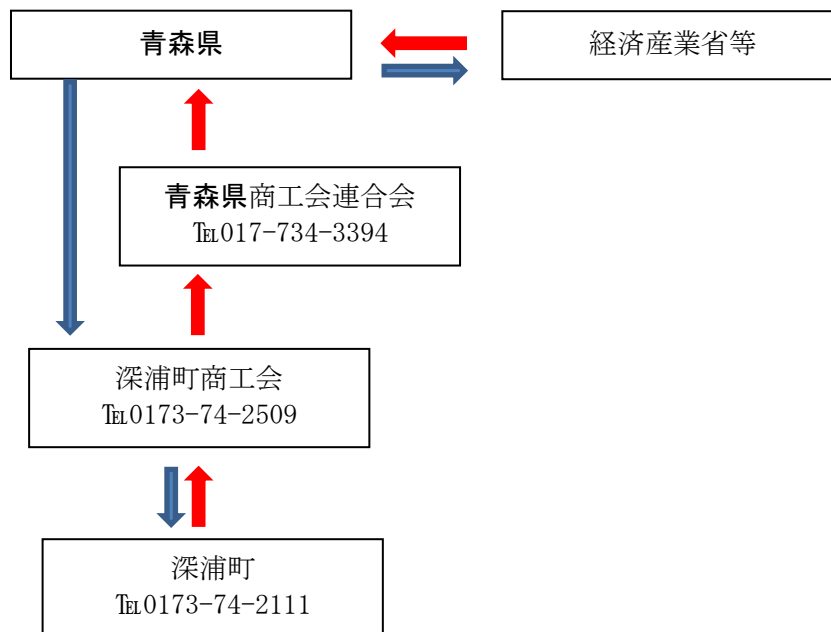 青森県
経済産業省等
青森県商工会連合会
℡017-734-3394
深浦町商工会
℡0173-74-2509
深浦町
℡0173-74-2111